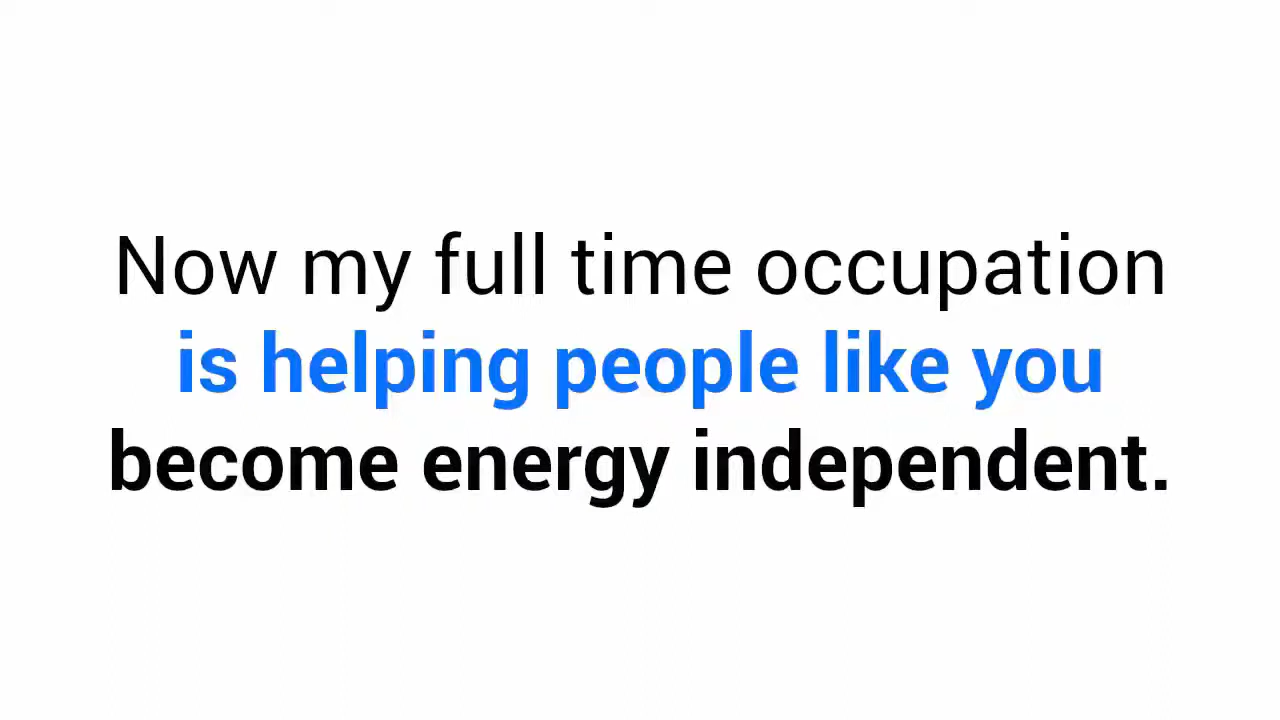 Now my full time occupation
is helping people like you
become energy independent.